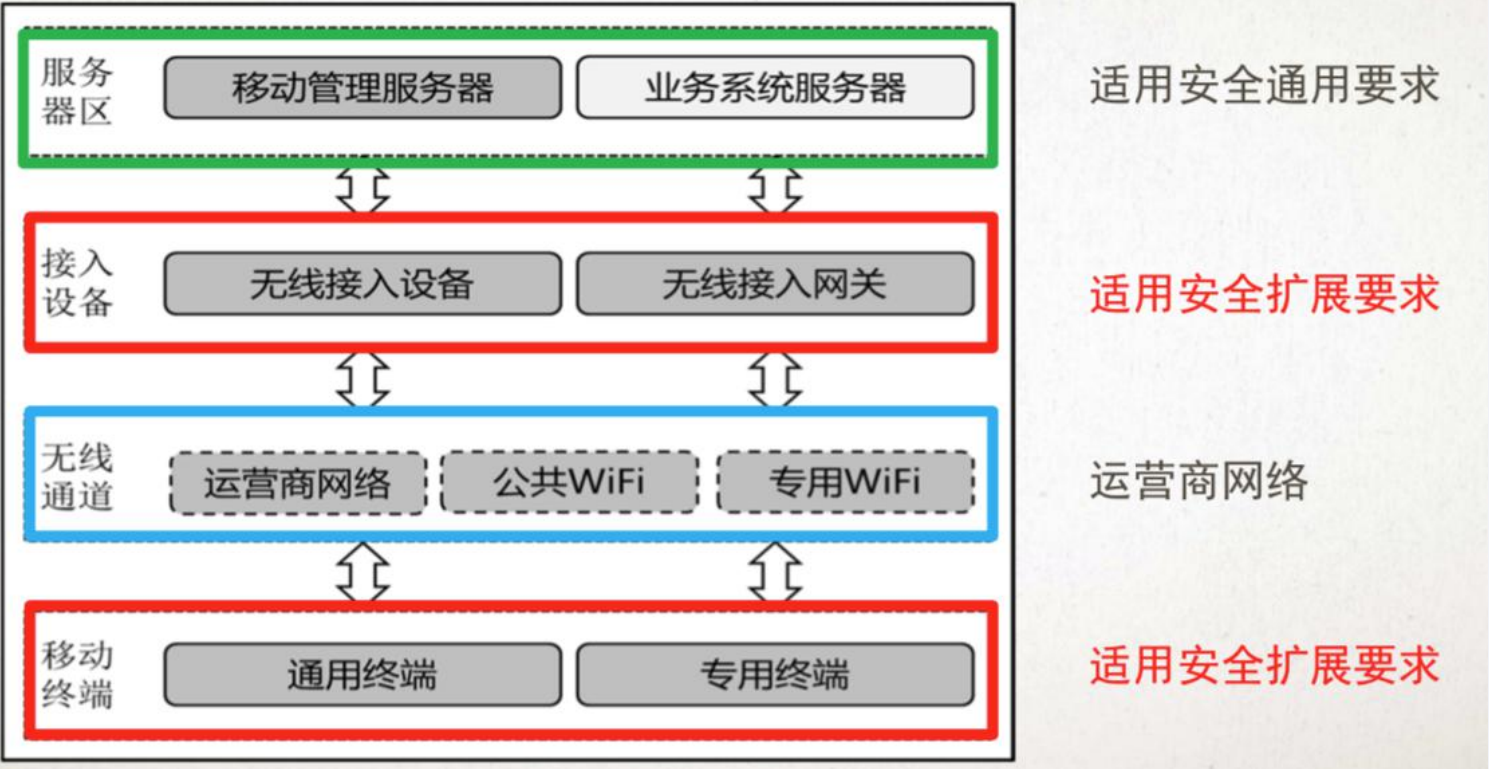 服务
器区
移动管理服务器
业务系统服务器
适用安全通用要求
接入
设备
无线接入设备
无线接入网关
适用安全扩展要求
无线
通道
运营商网络
公共WiFi
专用WiFi
运营商网络
移动
终端
通用终端
专用终端
适用安全扩展要求